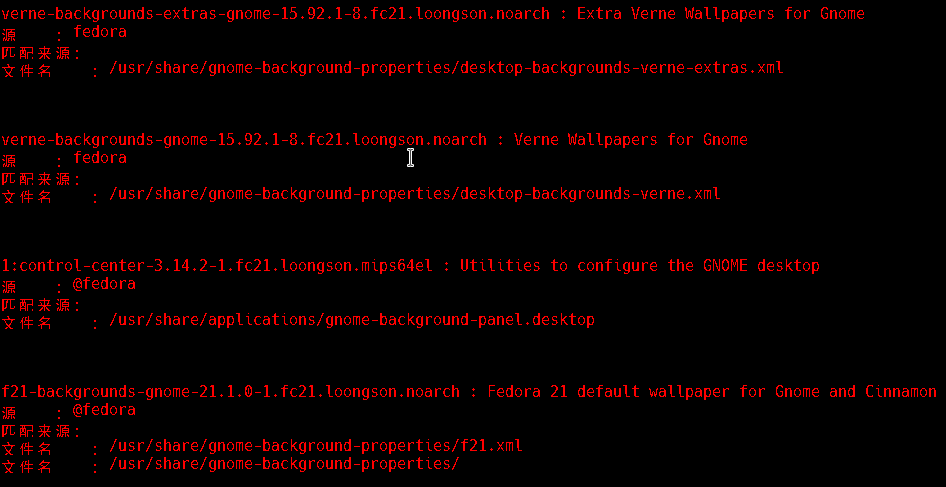 verne-backgrounds-extras-gnome-15.92.1-8.fc21.loongson.noarch : Extra Verne Wallpapers for Gnome
源    : fedora
匹配来源:
文件名    : /usr/share/gnome-background-properties/desktop-backgrounds-verne-extras.xml
verne-backgrounds-gnome-15.92.1-8.fc21.loongson.noarch : Verne Wallpapers for Gnome
源    : fedora
匹配来源:
文件名    : /usr/share/gnome-background-properties/desktop-backgrounds-verne.xml
1:control-center-3.14.2-1.fc21.loongson.mips64el : Utilities to configure the GNOME desktop
源    : @fedora
匹配来源:
文件名    : /usr/share/applications/gnome-background-panel.desktop
f21-backgrounds-gnome-21.1.0-1.fc21.loongson.noarch : Fedora 21 default wallpaper for Gnome and Cinnamon
源    : @fedora
匹配来源:
文件名    : /usr/share/gnome-background-properties/f21.xml
文件名    : /usr/share/gnome-background-properties/